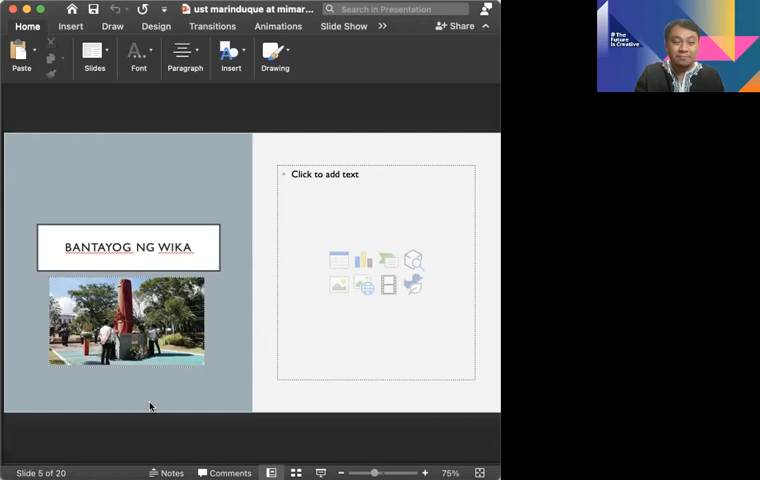 ust marinduque at mimar...
Search in Presentation
Home
Insert
Draw
Design
Transitions
Animations
Slide Show
Share
Paste
Slides
Font
Paragraph
Insert
Drawing
BANTAYOG NG WIKA
• Click to add text
# The
Future
Is Creative
Slide 5 of 20
Notes
Comments
75%